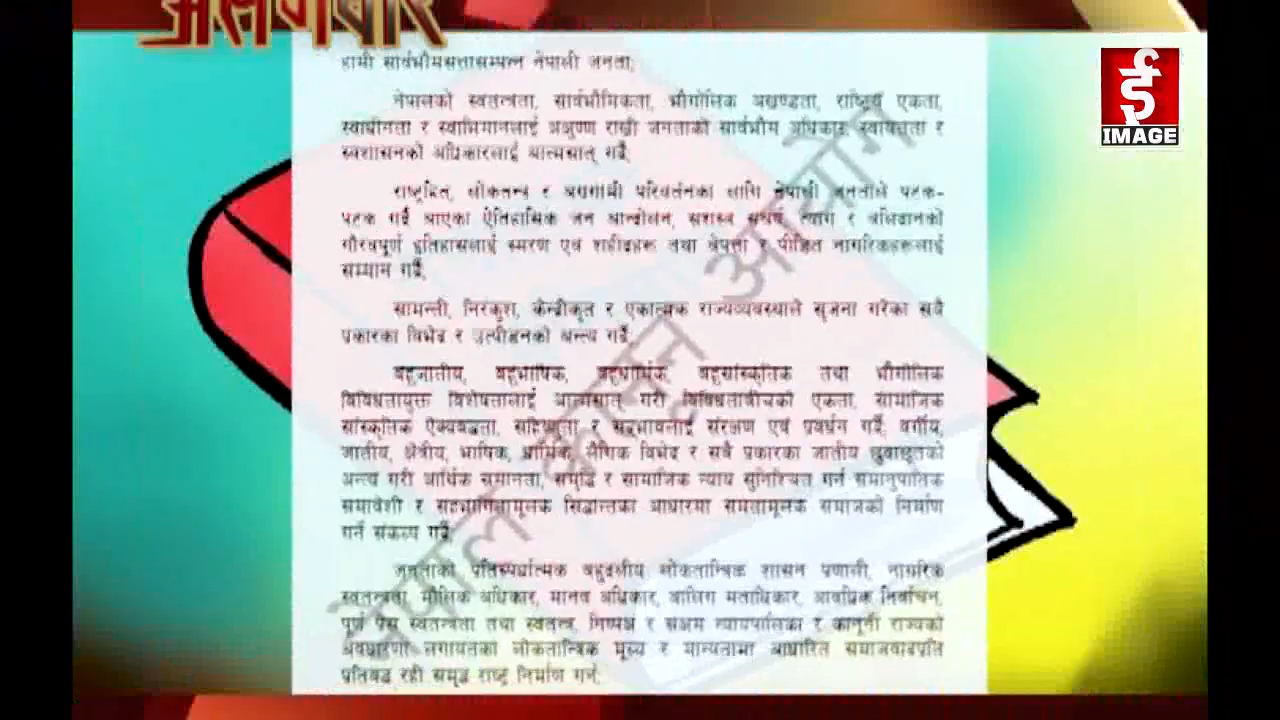 हामी सार्वभौमसत्तासम्पन्न नेपाली जनता;
नेपालको स्वतन्त्रता, सार्वभौमिकता, भौगोलिक अखण्डता, राष्ट्रिय एकता,
स्वाधीनता र स्वाभिमानलाई अक्षुण्ण राखी जनताको सार्वभौम अधिकार, स्वायत्तता र
स्वशासनको अधिकारलाई आत्मसात् गर्दै;
राष्ट्रहित, लोकतन्त्र र अग्रगामी परिवर्तनका लागि नेपाली जनताले पटक-
पटक गर्दै आएका ऐतिहासिक जन आन्दोलन, सशस्त्र संघर्ष, त्याग र बलिदानको
गौरवपूर्ण इतिहासलाई स्मरण एवं शहीदहरू तथा बेपत्ता र पीडित नागरिकहरूलाई
सम्मान गर्दै;
सामन्ती, निरंकुश, केन्द्रीकृत र एकात्मक राज्यव्यवस्थाले सृजना गरेका सबै
प्रकारका विभेद र उत्पीडनको अन्त्य गर्दै;
बहुजातीय, बहुभाषिक, बहुधार्मिक, बहुसांस्कृतिक तथा भौगोलिक
विविधतायुक्त विशेषतालाई आत्मसात् गरी विविधताबीचको एकता, सामाजिक
सांस्कृतिक ऐक्यबद्धता, सहिष्णुता र सद्भावलाई संरक्षण एवं प्रवर्धन गर्दै; वर्गीय,
जातीय, क्षेत्रीय, भाषिक, धार्मिक, लैंगिक विभेद र सबै प्रकारका जातीय छुवाछूतको
अन्त्य गरी आर्थिक समानता, समृद्धि र सामाजिक न्याय सुनिश्चित गर्न समानुपातिक
समावेशी र सहभागितामूलक सिद्धान्तका आधारमा समतामूलक समाजको निर्माण
गर्ने संकल्प गर्दै;
जनताको प्रतिस्पर्धात्मक बहुदलीय लोकतान्त्रिक शासन प्रणाली, नागरिक
स्वतन्त्रता, मौलिक अधिकार, मानव अधिकार, बालिग मताधिकार, आवधिक निर्वाचन,
पूर्ण प्रेस स्वतन्त्रता तथा स्वतन्त्र, निष्पक्ष र सक्षम न्यायपालिका र कानूनी राज्यको
अवधारणा लगायतका लोकतान्त्रिक मूल्य र मान्यतामा आधारित समाजवादप्रति
प्रतिबद्ध रही समृद्ध राष्ट्र निर्माण गर्न;
नेपाल कानून आयोग
IMAGE